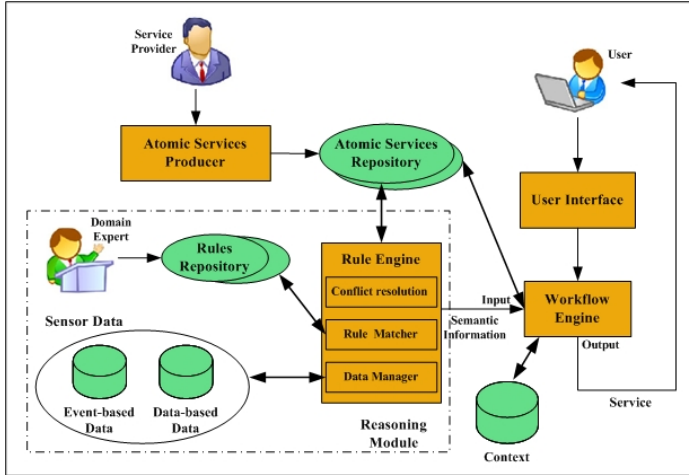 Service
Provider
User
Atomic Services
Producer
Atomic Services
Repository
User Interface
Domain
Expert
Rules
Repository
Rule Engine
Conflict resolution
Rule Matcher
Data Manager
Input
Semantic
Information
Workflow
Engine
Output
Sensor Data
Event-based
Data
Data-based
Data
Reasoning
Module
Context
Service